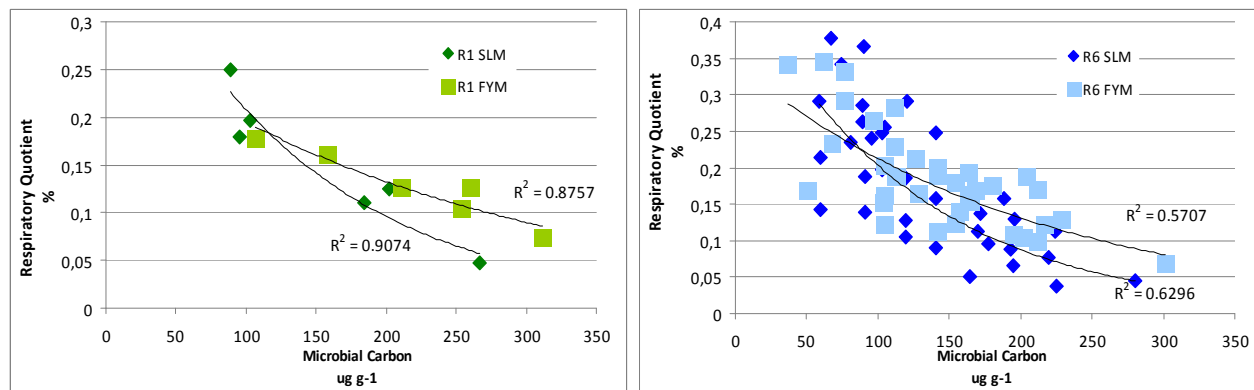 0,3
0,25
0,2
0,15
0,1
0,05
0
Respiratory Quotient
%
R1 SLM
R1 FYM
R² = 0.8757
R² = 0.9074
0 50 100 150 200 250 300 350
Microbial Carbon
ug g-1
0,4
0,35
0,3
0,25
0,2
0,15
0,1
0,05
0
Respiratory Quotient
%
R6 SLM
R6 FYM
R² = 0.5707
R² = 0.6296
0 50 100 150 200 250 300 350
Microbial Carbon
ug g-1